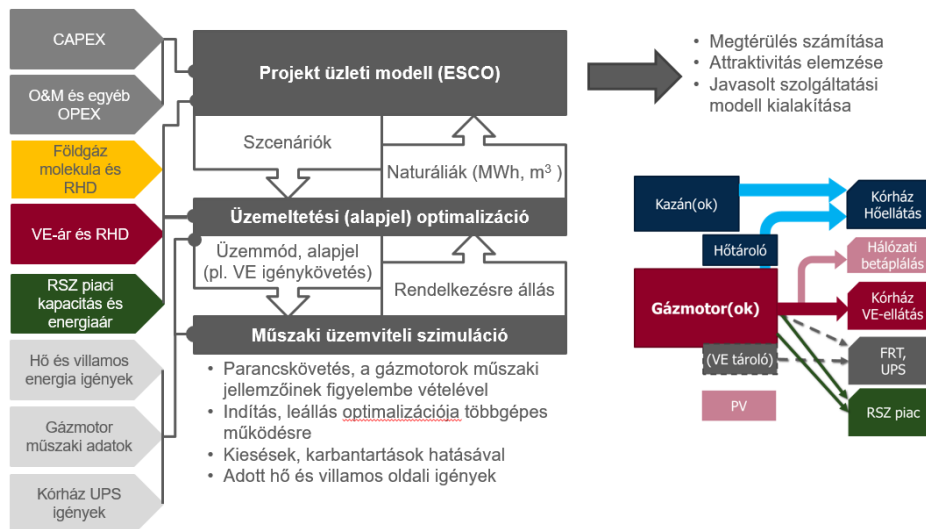 CAPEX
O&M és egyéb
OPEX
Földgáz
molekula és
RHD
VE-ár és RHD
RSZ piaci
kapacitás és
energiaár
Hő és villamos
energia igények
Gázmotor
műszaki adatok
Kórház UPS
igények
Projekt üzleti modell (ESCO)
Szcenáriók
Naturáliák (MWh, m³ )
Üzemeltetési (alapjel) optimalizáció
Üzemmód, alapjel
(pl. VE igénykövetés)
Rendelkezésre állás
Műszaki üzemviteli szimuláció
• Parancskövetés, a gázmotorok műszaki
jellemzőinek figyelembe vételével
• Indítás, leállás optimalizációja többgépes
működésre
• Kiesések, karbantartások hatásával
• Adott hő és villamos oldali igények
• Megtérülés számítása
• Attraktivitás elemzése
• Javasolt szolgáltatási
modell kialakítása
Kazán(ok)
Hőtároló
Gázmotor(ok)
(VE tároló)
PV
Kórház
Hőellátás
Hálózati
betáplálás
Kórház
VE-ellátás
FRT,
UPS
RSZ piac